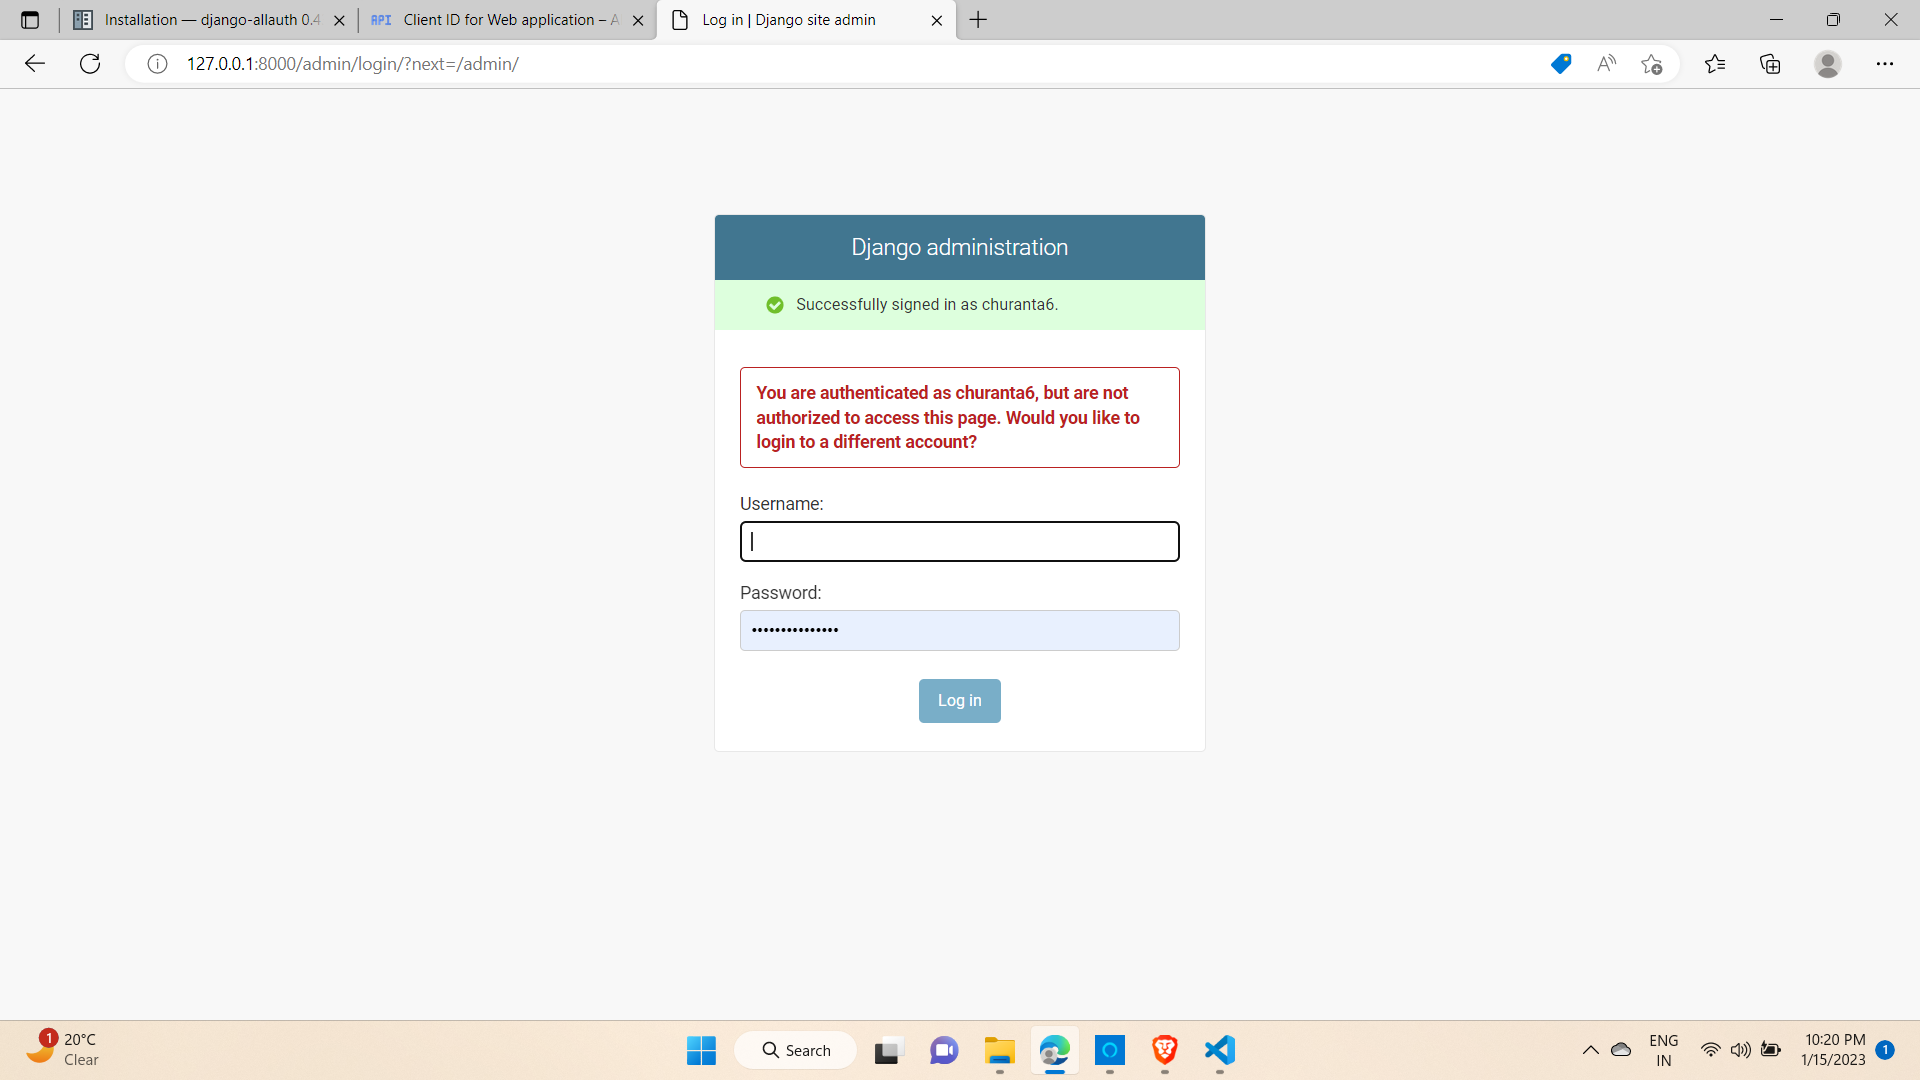 Installation — django-allauth 0.4
API Client ID for Web application – A
Log in | Django site admin
127.0.0.1:8000/admin/login/?next=/admin/
Django administration
Successfully signed in as churanta6.
You are authenticated as churanta6, but are not
authorized to access this page. Would you like to
login to a different account?
Username:
Password:
Log in
1
20°C
Clear
Search
ENG
IN
10:20 PM
1/15/2023
1